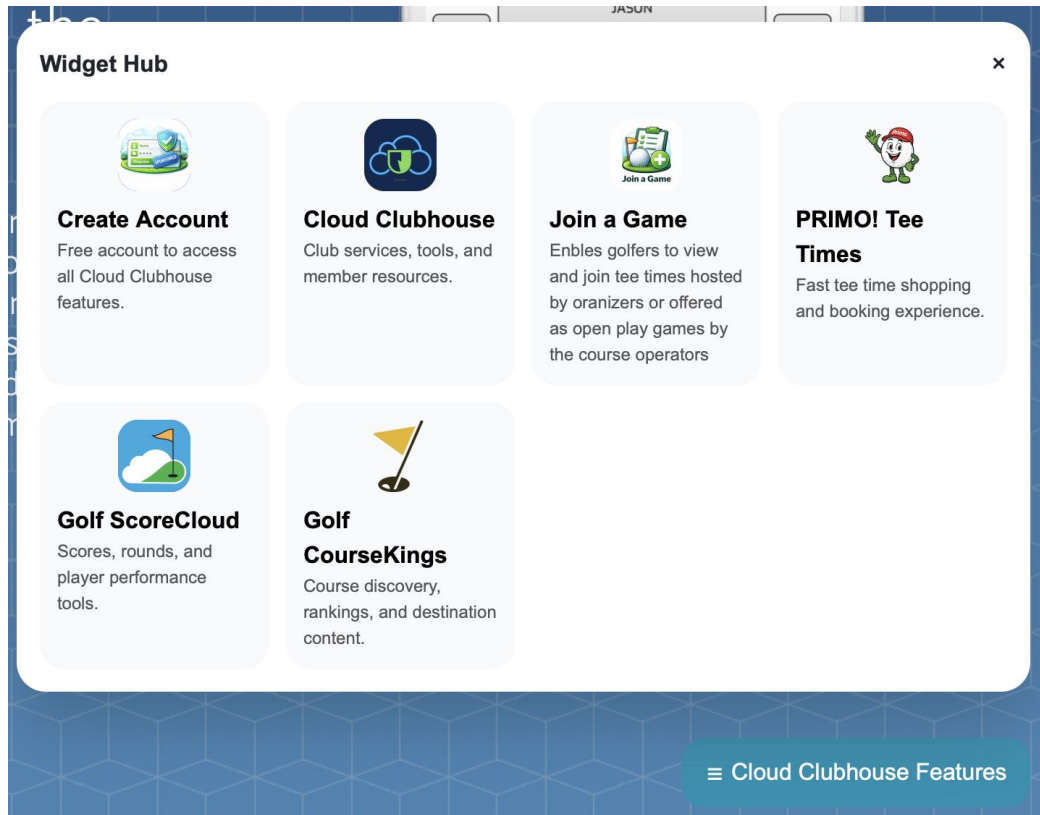 the
JASON
Widget Hub
×
Join a Game
Primo
Create Account
Free account to access
all Cloud Clubhouse
features.
Cloud Clubhouse
Club services, tools, and
member resources.
Join a Game
Enbles golfers to view
and join tee times hosted
by oranizers or offered
as open play games by
the course operators
PRIMO! Tee
Times
Fast tee time shopping
and booking experience.
Golf ScoreCloud
Scores, rounds, and
player performance
tools.
Golf
CourseKings
Course discovery,
rankings, and destination
content.
≡ Cloud Clubhouse Features